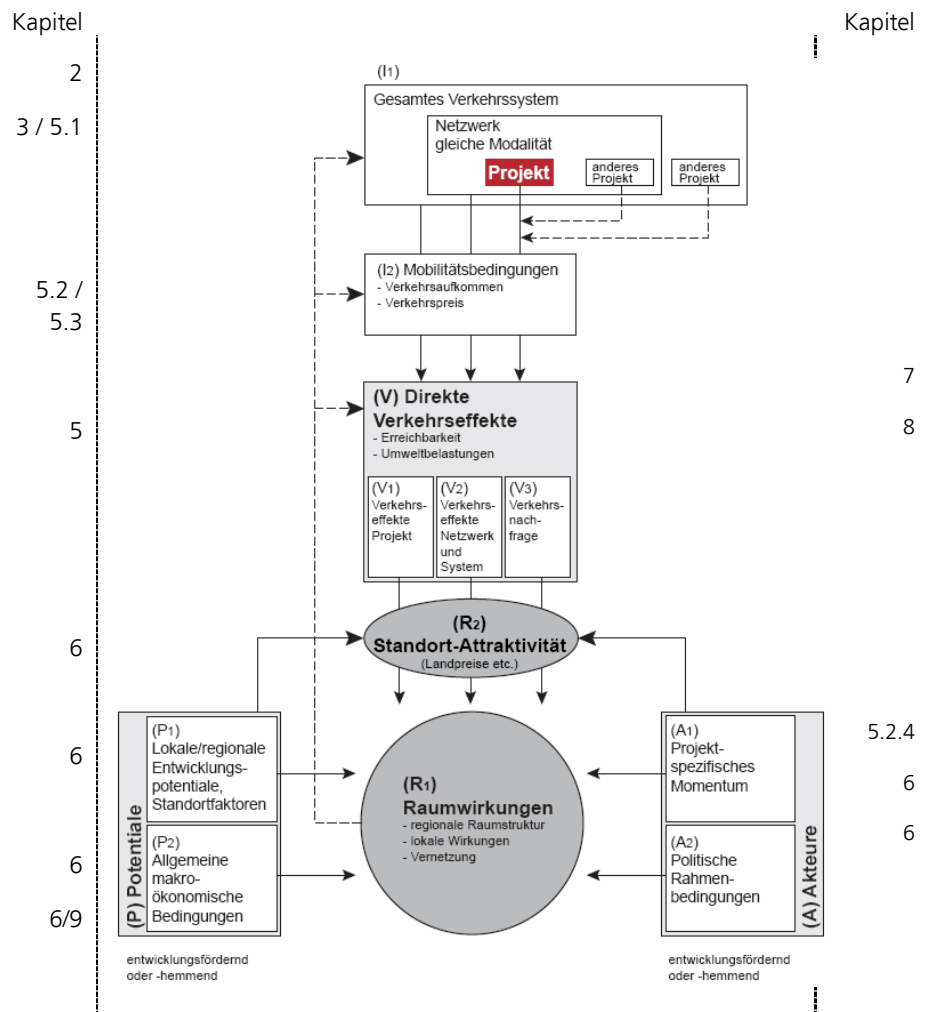 Kapitel
Kapitel
2
(I1)
Gesamtes Verkehrssystem
3 / 5.1
Netzwerk
gleiche Modalität
Projekt
anderes
Projekt
anderes
Projekt
5.2 /
5.3
(I2) Mobilitätsbedingungen
- Verkehrsaufkommen
- Verkehrspreis
7
8
5
(V) Direkte
Verkehrseffekte
- Erreichbarkeit
- Umweltbelastungen
(V1)
Verkehrs-
effekte
Projekt
(V2)
Verkehrs-
effekte
Netzwerk
und
System
(V3)
Verkehrs-
nach-
frage
6
(R2)
Standort-Attraktivität
(Landpreise etc.)
6
(P) Potentiale
(P1)
Lokale/regionale
Entwicklungs-
potentiale,
Standortfaktoren
6
6/9
(P2)
Allgemeine
makro-
ökonomische
Bedingungen
(R1)
Raumwirkungen
- regionale Raumstruktur
- lokale Wirkungen
- Vernetzung
(A1)
Projekt-
spezifisches
Momentum
(A2)
Politische
Rahmen-
bedingungen
(A) Akteure
5.2.4
6
6
entwicklungsfördernd
oder -hemmend
entwicklungsfördernd
oder -hemmend